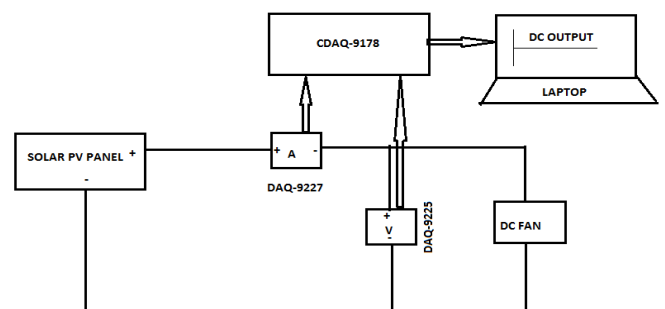 CDAQ-9178
DC OUTPUT
LAPTOP
SOLAR PV PANEL +
-
+ A -
DAQ-9227
+
V
-
DAQ-9225
DC FAN